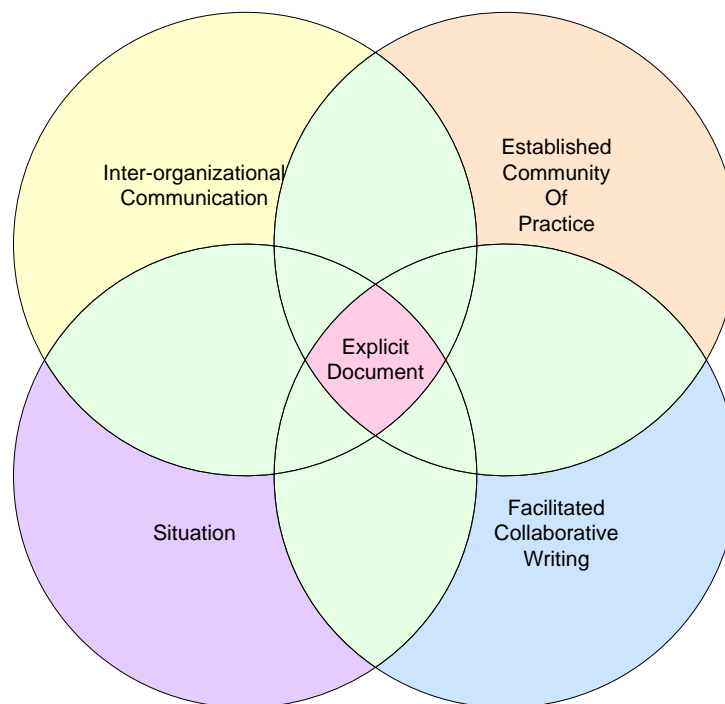 Inter-organizational
Communication
Established
Community
Of
Practice
Explicit
Document
Situation
Facilitated
Collaborative
Writing